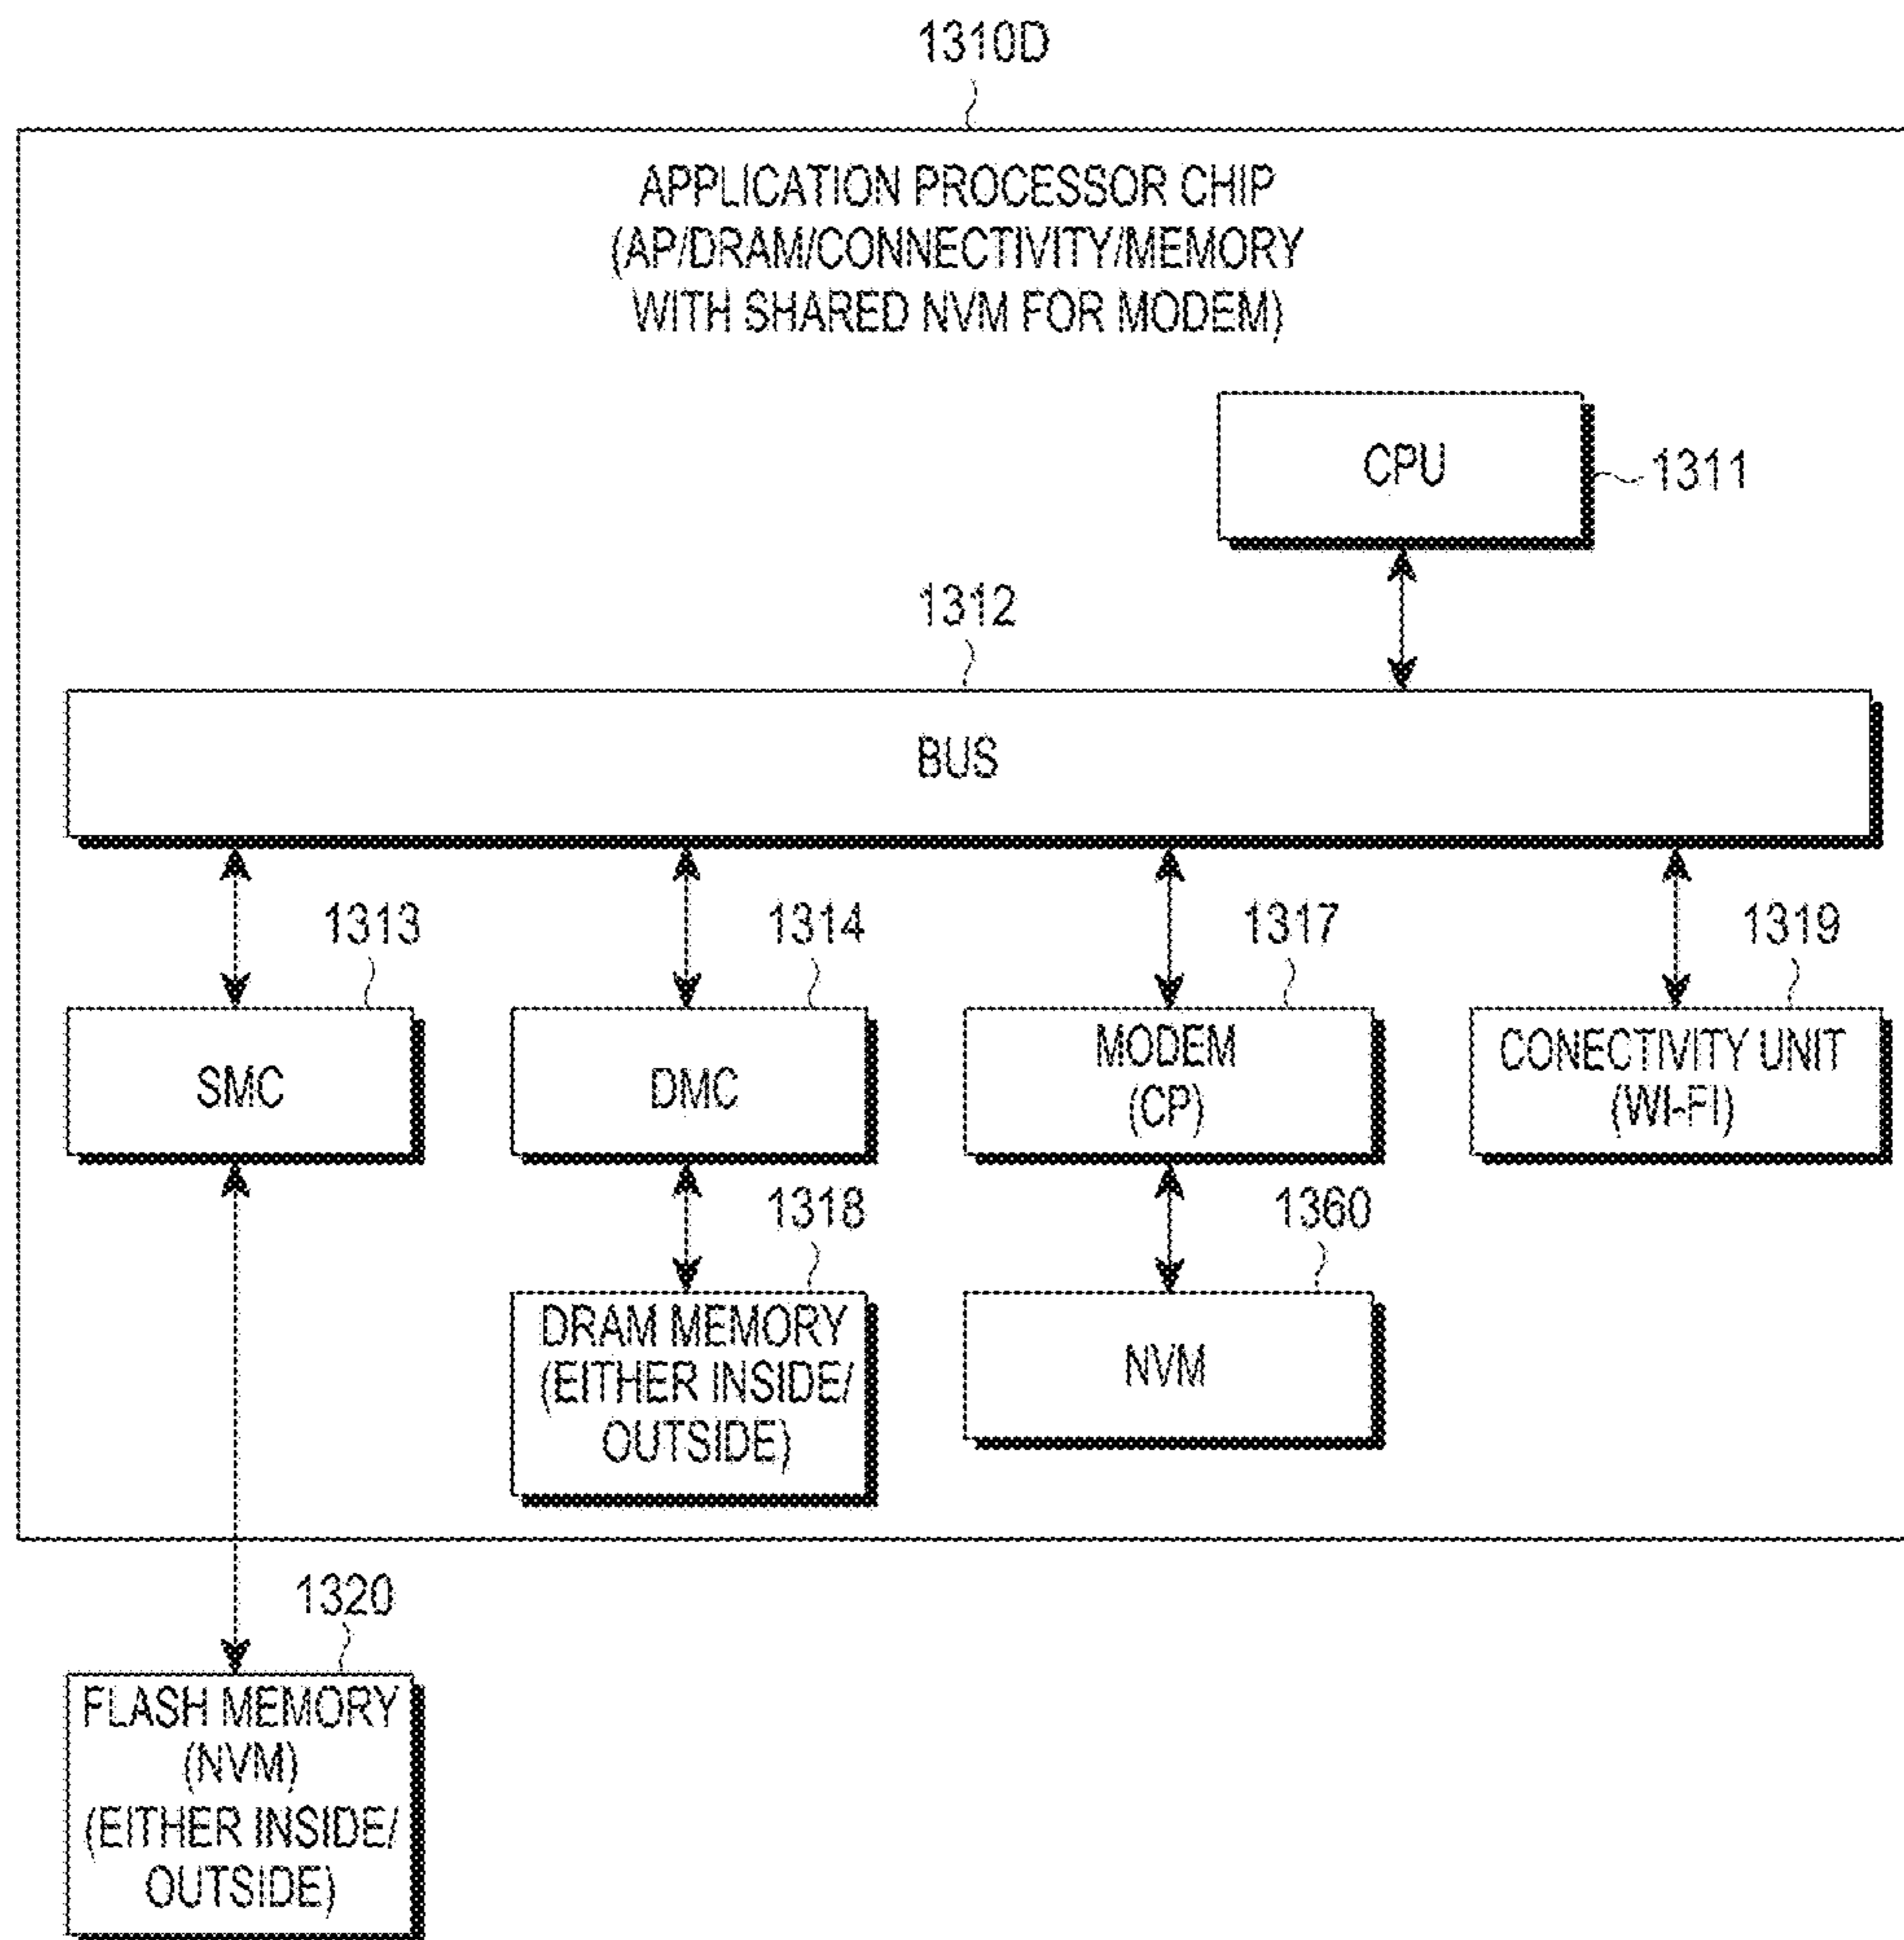 1310D
APPLICATION PROCESSOR CHIP
(AP/DRAM/CONNECTIVITY/MEMORY
WITH SHARED NVM FOR MODEM)
CPU
1311
1312
BUS
1313
1314
1317
1319
SMC
DMC
MODEM
(CP)
CONECTIVITY UNIT
(WI-FI)
1318
1360
DRAM MEMORY
(EITHER INSIDE/
OUTSIDE)
NVM
1320
FLASH MEMORY
(NVM)
(EITHER INSIDE/
OUTSIDE)